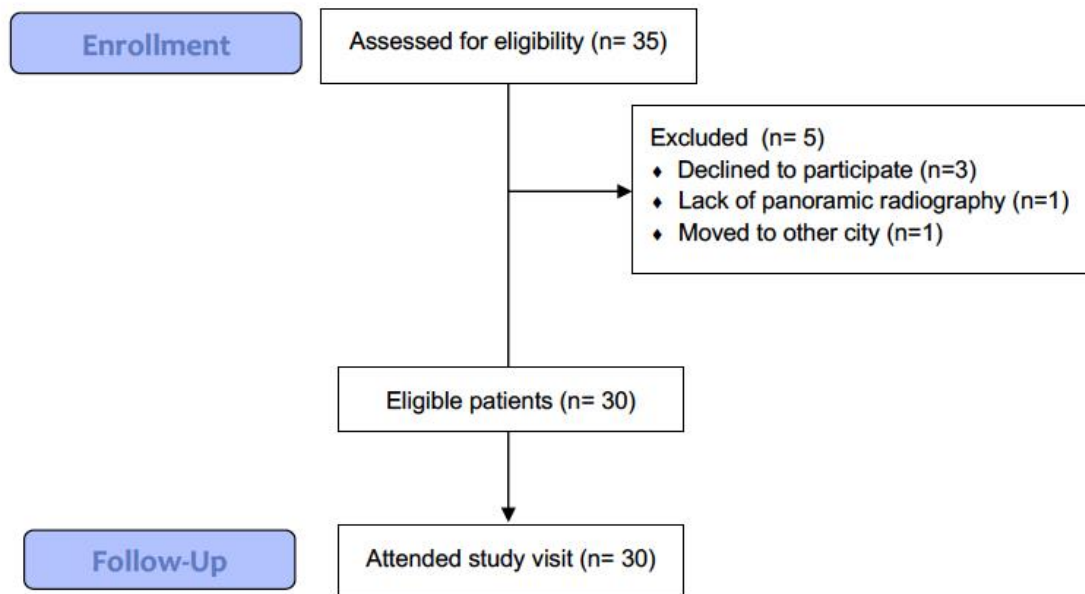 Enrollment
Assessed for eligibility (n= 35)
Excluded (n= 5)
♦ Declined to participate (n=3)
♦ Lack of panoramic radiography (n=1)
♦ Moved to other city (n=1)
Eligible patients (n= 30)
Follow-Up
Attended study visit (n= 30)